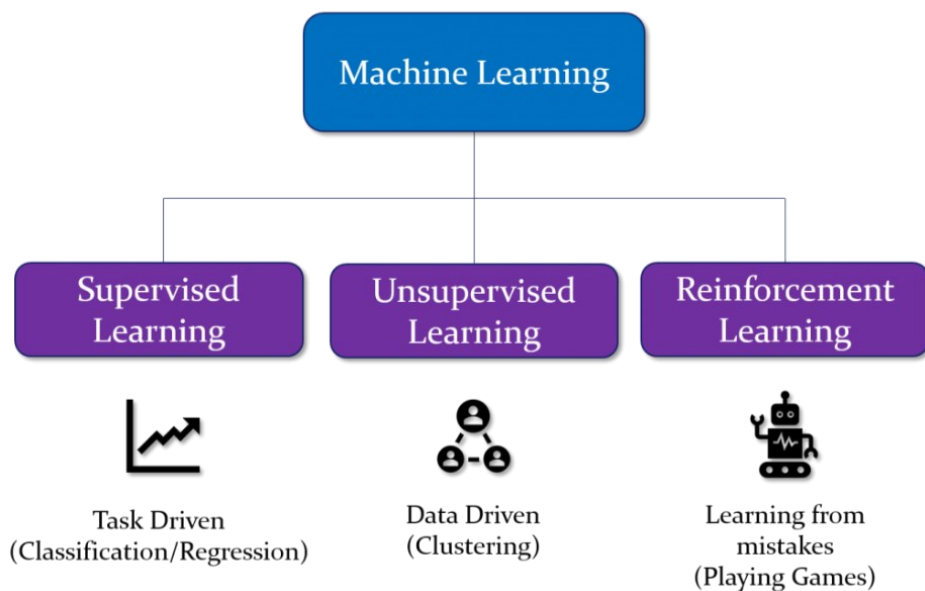 Machine Learning
Supervised
Learning
Unsupervised
Learning
Reinforcement
Learning
Task Driven
(Classification/Regression)
Data Driven
(Clustering)
Learning from
mistakes
(Playing Games)